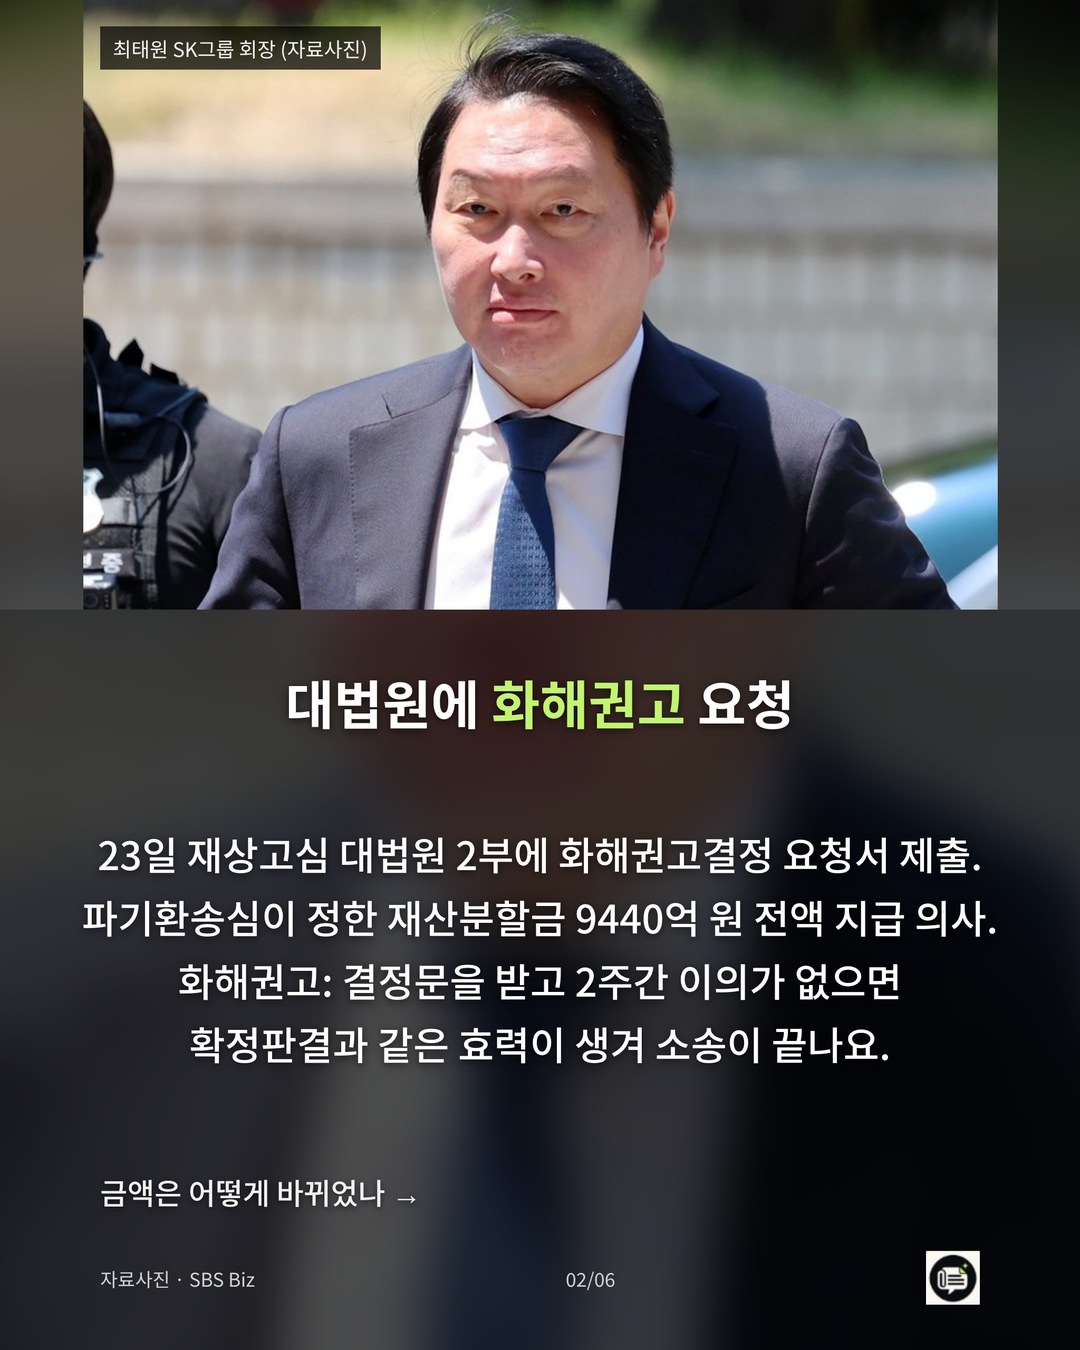 최태원 SK그룹 회장 (자료사진)
중
대법원에 화해권고 요청
23일 재상고심 대법원 2부에 화해권고결정 요청서 제출.
파기환송심이 정한 재산분할금 9440억 원 전액 지급 의사.
화해권고: 결정문을 받고 2주간 이의가 없으면
확정판결과 같은 효력이 생겨 소송이 끝나요.
금액은 어떻게 바뀌었나 →
자료사진 · SBS Biz
02/06